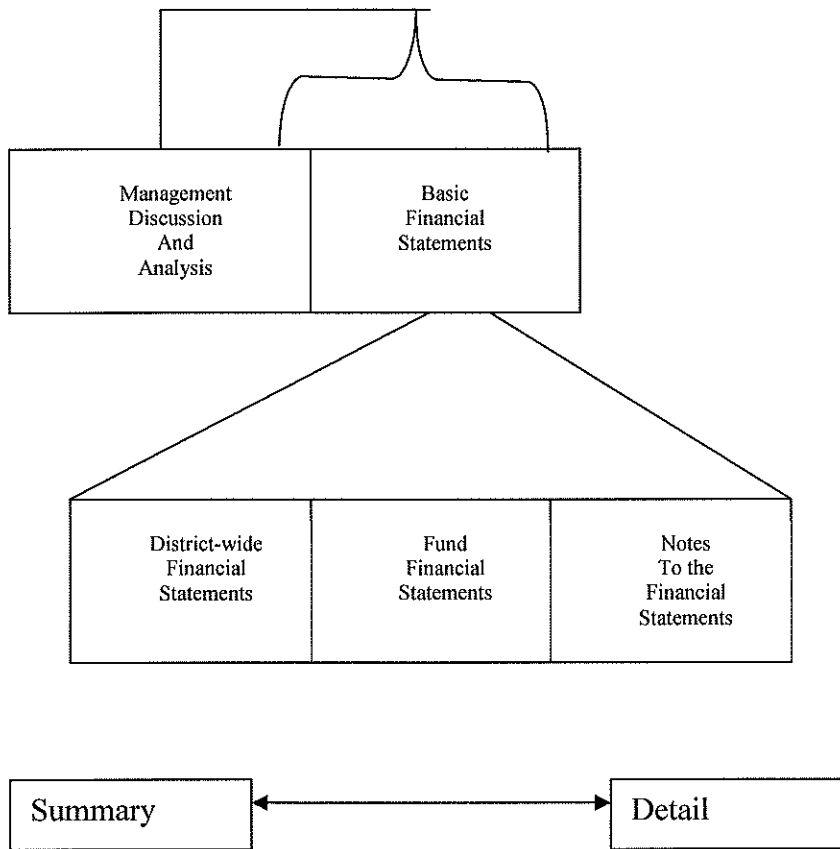 Management
Discussion
And
Analysis
Basic
Financial
Statements
District-wide
Financial
Statements
Fund
Financial
Statements
Notes
To the
Financial
Statements
Summary
Detail